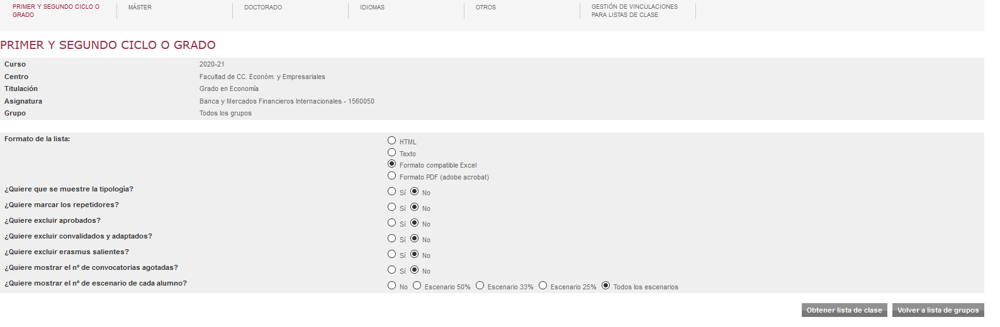 PRIMER Y SEGUNDO CICLO O GRADO
MÁSTER
DOCTORADO
IDIOMAS
OTROS
GESTIÓN DE VINCULACIONES PARA LISTAS DE CLASE
PRIMER Y SEGUNDO CICLO O GRADO
Curso 2020-21
Centro Facultad de CC. Económ. y Empresariales
Titulación Grado en Economía
Asignatura Banca y Mercados Financieros Internacionales - 1560050
Grupo Todos los grupos
Formato de la lista: HTML
Texto
Formato compatible Excel
Formato PDF (adobe acrobat)
¿Quiere que se muestre la tipología? Sí No
¿Quiere marcar los repetidores? Sí No
¿Quiere excluir aprobados? Sí No
¿Quiere excluir convalidados y adaptados? Sí No
¿Quiere excluir erasmus salientes? Sí No
¿Quiere mostrar el nº de convocatorias agotadas? Sí No
¿Quiere mostrar el nº de escenario de cada alumno? No Escenario 50% Escenario 33% Escenario 25% Todos los escenarios
Obtener lista de clase Volver a lista de grupos